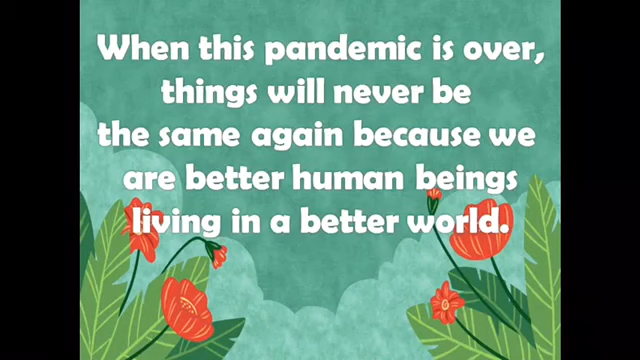 When this pandemic is over,
things will never be
the same again because we
are better human beings
living in a better world.